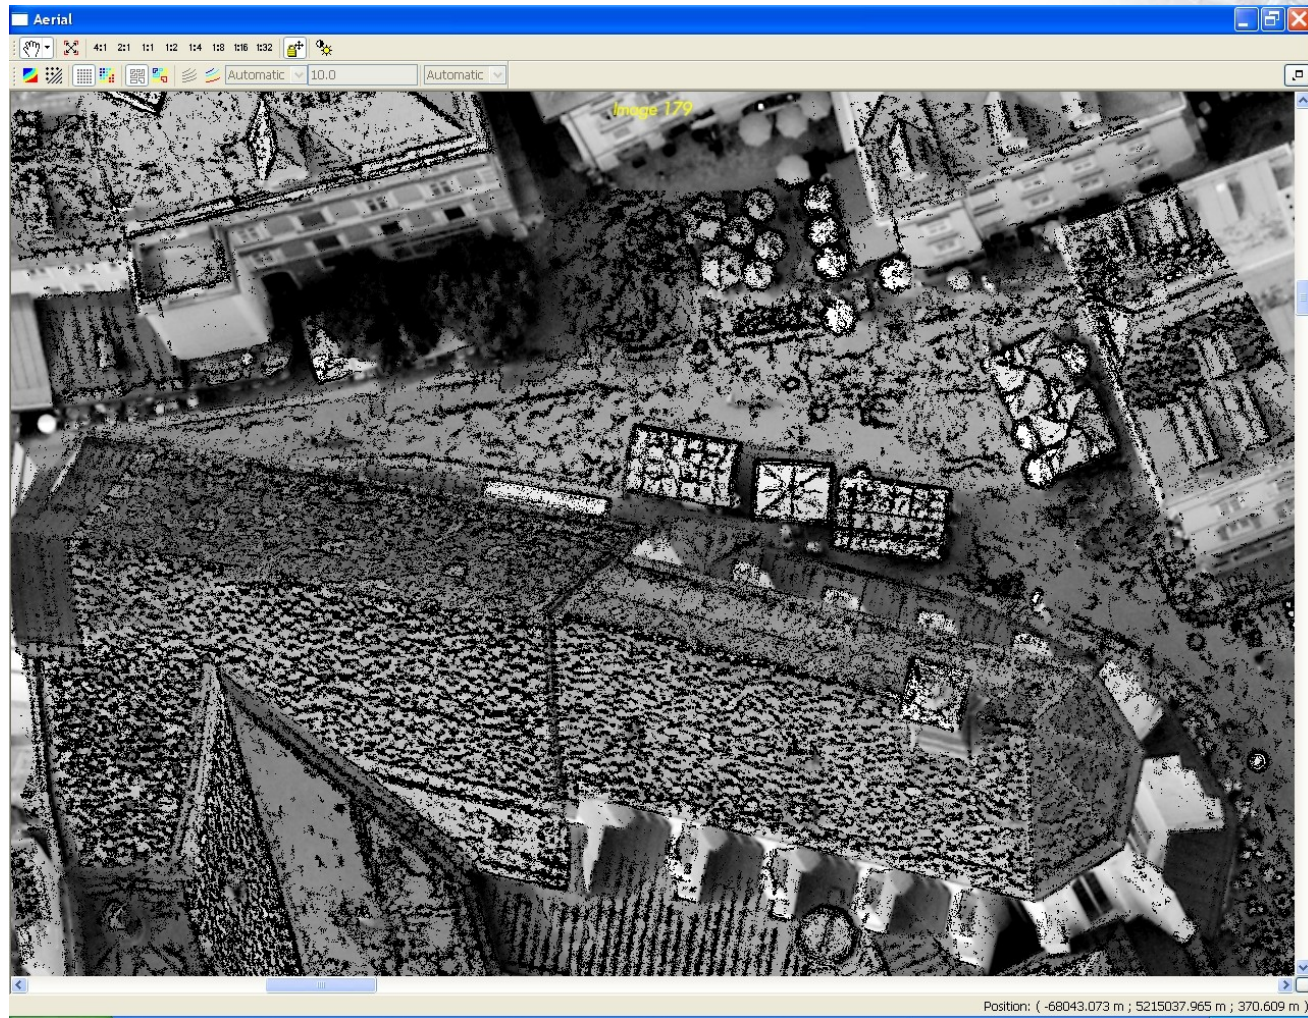 Aerial
4:1 2:1 1:1 1:2 1:4 1:8 1:16 1:32
Automatic 10.0 Automatic
Image 179
Position: ( -68043.073 m ; 5215037.965 m ; 370.609 m )